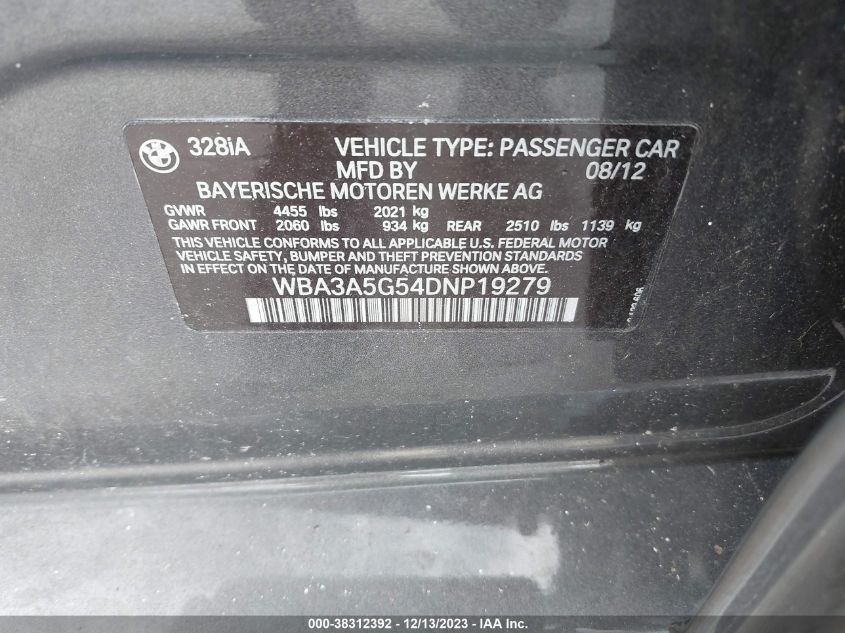 BMW
328iA VEHICLE TYPE: PASSENGER CAR
MFD BY 08/12
BAYERISCHE MOTOREN WERKE AG
GVWR 4455 lbs 2021 kg
GAWR FRONT 2060 lbs 934 kg REAR 2510 lbs 1139 kg
THIS VEHICLE CONFORMS TO ALL APPLICABLE U.S. FEDERAL MOTOR
VEHICLE SAFETY, BUMPER AND THEFT PREVENTION STANDARDS
IN EFFECT ON THE DATE OF MANUFACTURE SHOWN ABOVE.
WBA3A5G54DNP19279
000-38312392 - 12/13/2023 - IAA Inc.